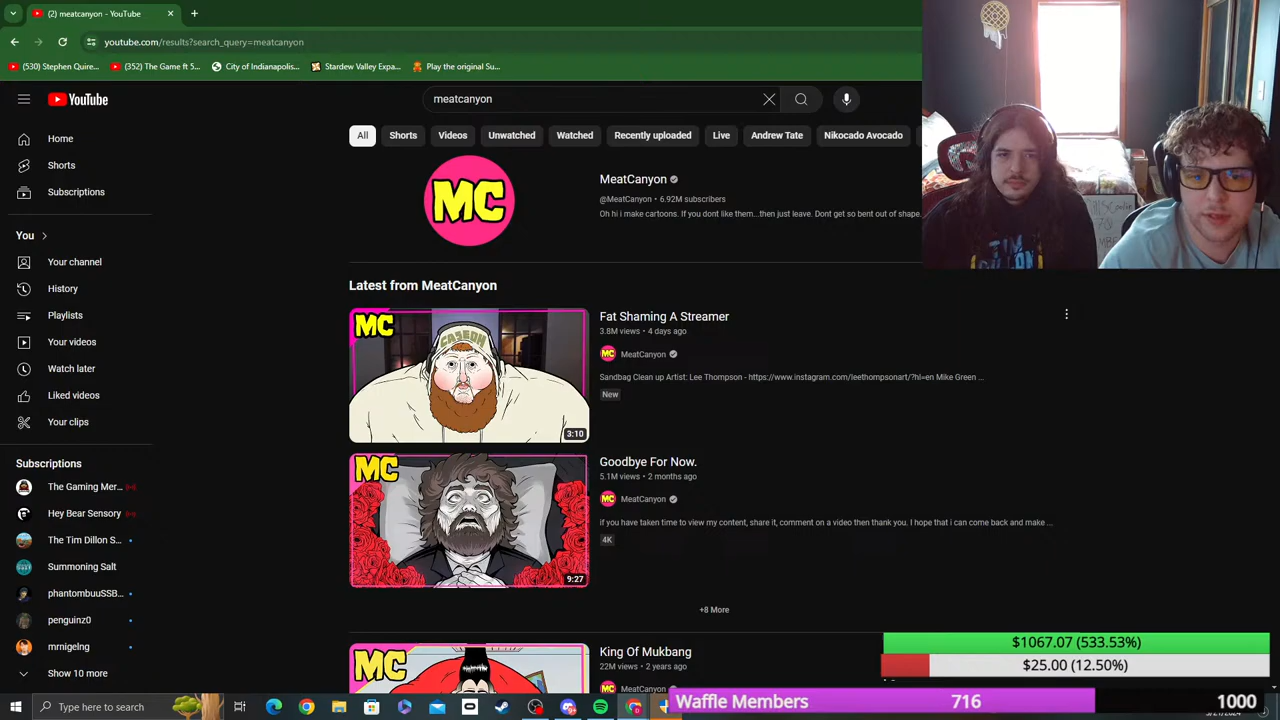 (2) meatcanyon - YouTube
youtube.com/results?search_query=meatcanyon
(530) Stephen Quire...
(352) The Game ft 5...
City of Indianapolis...
Stardew Valley Expa...
Play the original Su...
YouTube
meatcanyon
All
Shorts
Videos
Unwatched
Watched
Recently uploaded
Live
Andrew Tate
Nikocado Avocado
Home
Shorts
Subscriptions
You
Your channel
History
Playlists
Your videos
Watch later
Liked videos
Your clips
Subscriptions
The Gaming Mer...
Hey Bear Sensory
The Tim Dillon S...
Summoning Salt
phantombuuSSB...
penguinz0
mrnigelng
Show 10 more
MC
MeatCanyon
@MeatCanyon • 6.92M subscribers
Oh hi i make cartoons. If you dont like them...then just leave. Dont get so bent out of shape.
Latest from MeatCanyon
MC
CASEOH
3:10
Fat Shaming A Streamer
3.8M views • 4 days ago
MC
MeatCanyon
Sandbag Clean up Artist: Lee Thompson - https://www.instagram.com/leethompsonart/?hl=en Mike Green ...
New
MC
9:27
Goodbye For Now.
5.1M views • 2 months ago
MC
MeatCanyon
if you have taken time to view my content, share it, comment on a video then thank you. I hope that i can come back and make ...
4K
+8 More
MC
King Of Mukbang
22M views • 2 years ago
MC
MeatCanyon
TIM
DILLON
$1067.07 (533.53%)
$25.00 (12.50%)
Waffle Members 716 1000
Type here to search